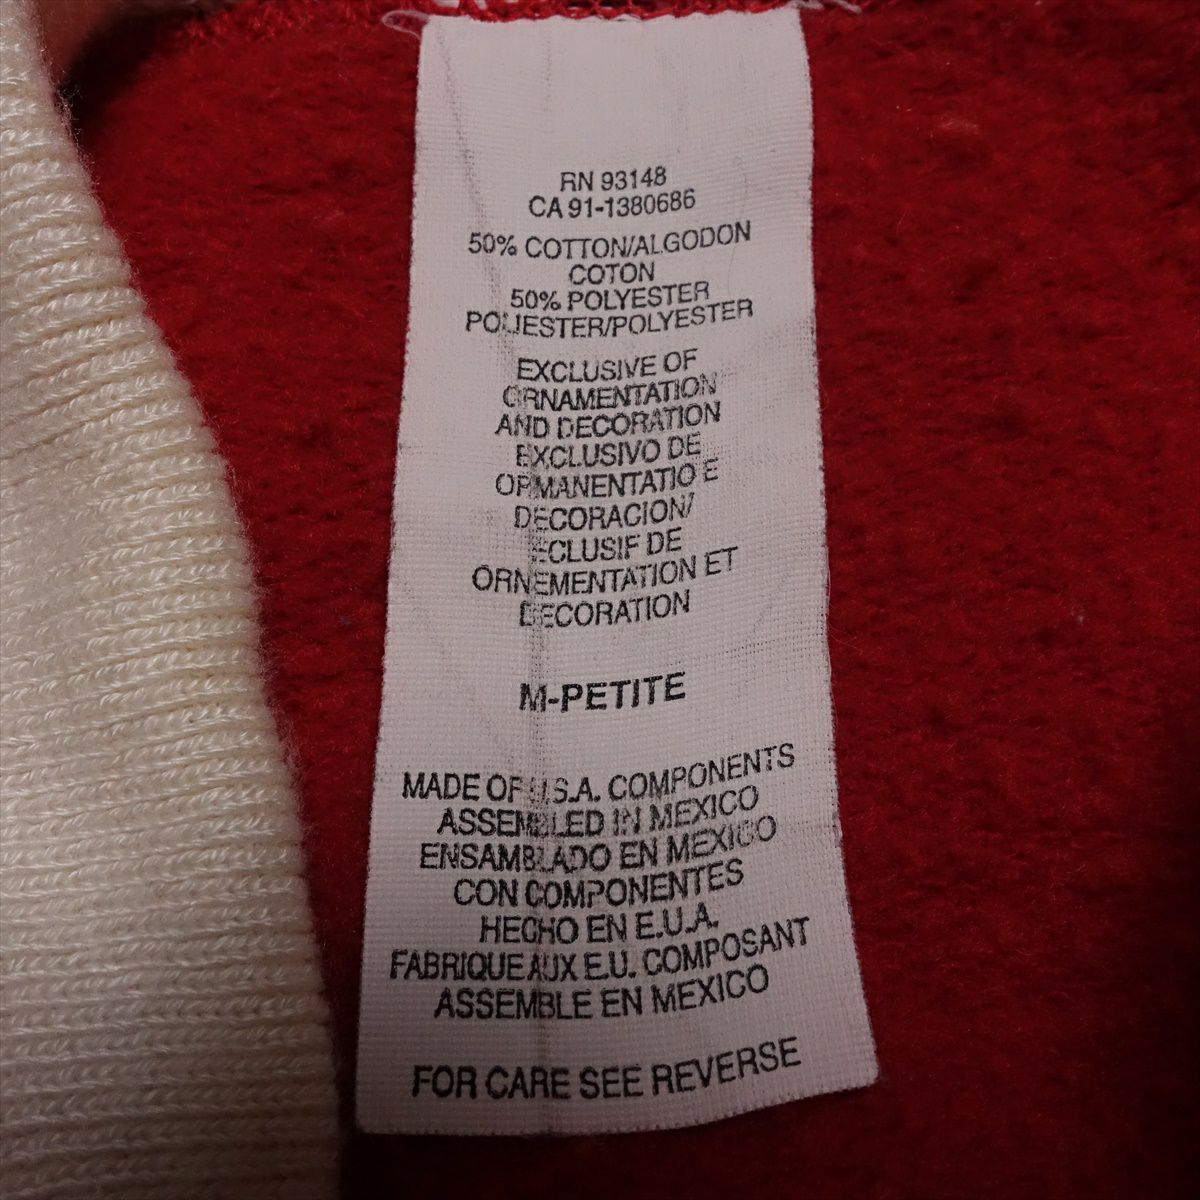 RN 93148
CA 91-1380686
50% COTTON/ALGODON
COTON
50% POLYESTER
POLIESTER/POLYESTER
EXCLUSIVE OF
ORNAMENTATION
AND DECORATION
EXCLUSIVO DE
ORMANENTATIO E
DECORACION/
ECLUSIF DE
ORNEMENTATION ET
DECORATION
M-PETITE
MADE OF U.S.A. COMPONENTS
ASSEMBLED IN MEXICO
ENSAMBLADO EN MEXICO
CON COMPONENTES
HECHO EN E.U.A.
FABRIQUE AUX E.U. COMPOSANT
ASSEMBLE EN MEXICO
FOR CARE SEE REVERSE